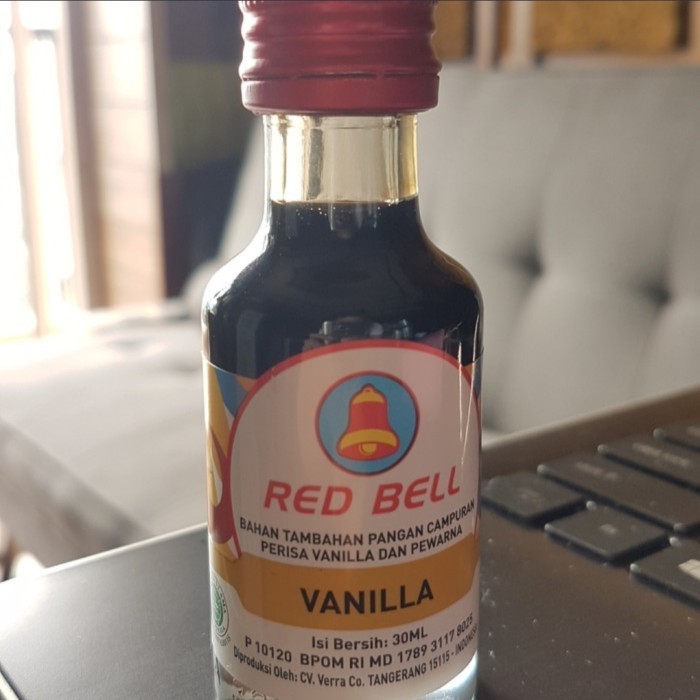 RED BELL
BAHAN TAMBAHAN PANGAN CAMPURAN
PERISA VANILLA DAN PEWARNA
VANILLA
Isi Bersih: 30ML
P 10120 BPOM RI MD 1789 3117 8026
Diproduksi Oleh: CV. Verra Co. TANGERANG 15115 - INDONESIA